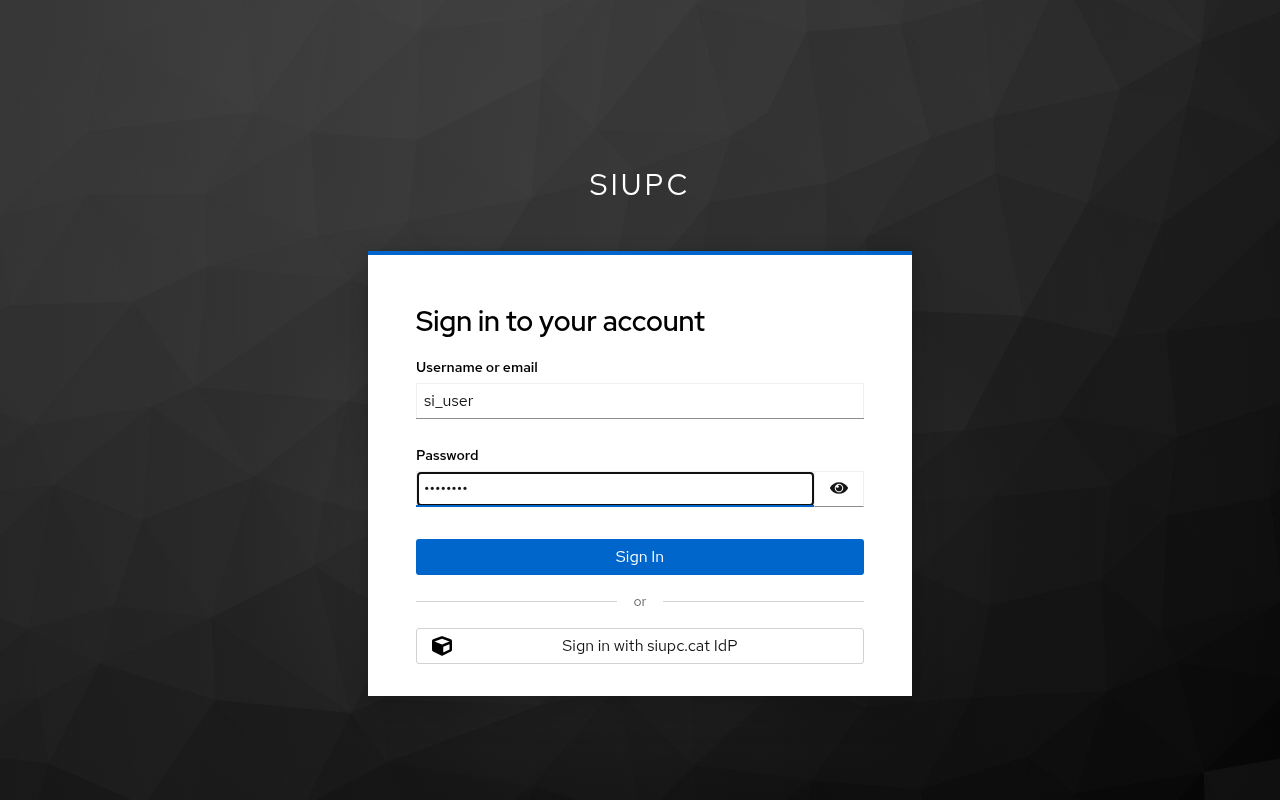 SIUPC
Sign in to your account
Username or email
si_user
Password
••••••••
Sign In
or
Sign in with siupc.cat IdP